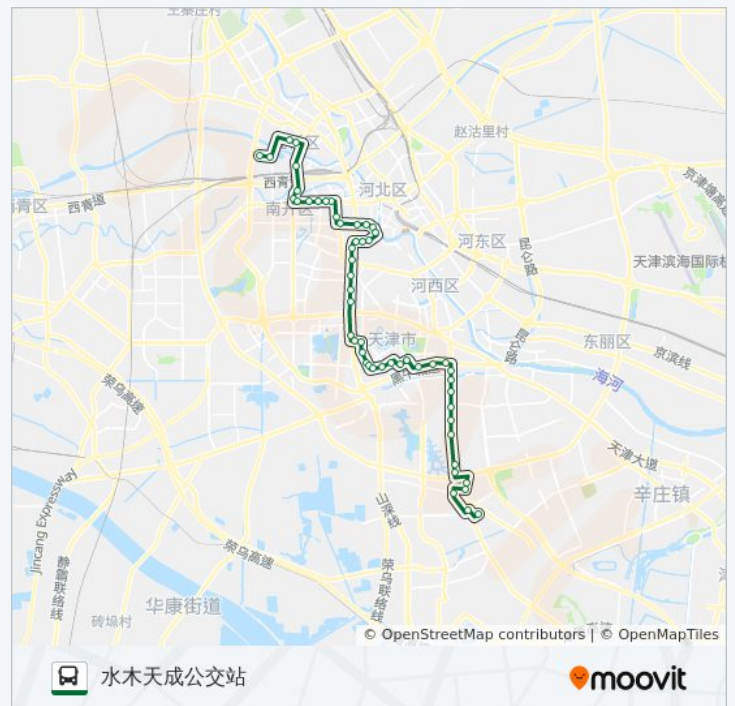 王秦庄村
赵沽里村
京津塘高速
西青
河北区
青区
西青道
南开区
河东区
昆仑路
天津滨海国际机
河西区
天津市
昆仑路
东丽区
京滨线
海河
荣乌高速
天津大道
辛庄镇
Jincang Expressway
山深线
荣乌高速
静霸联络线
荣乌联络线
华康街道
砖垛村
© OpenStreetMap contributors | © OpenMapTiles
水木天成公交站
moovit